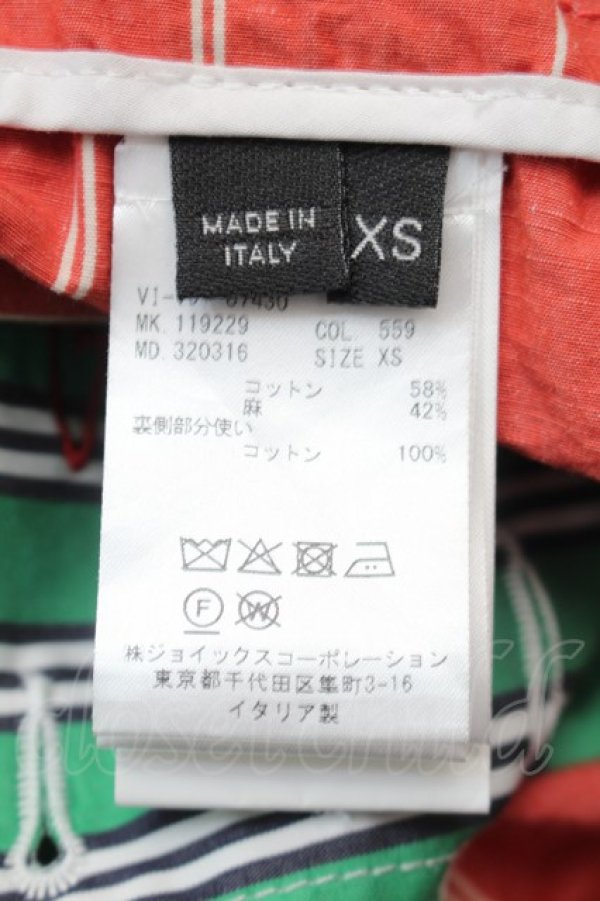 MADE IN
ITALY
XS
MK. 119229 COL. 559
MD. 320316 SIZE XS
コットン 58%
麻 42%
裏側部分使い
コットン 100%
F
W
株ジョイックスコーポレーション
東京都千代田区隼町3-16
イタリア製
closet child